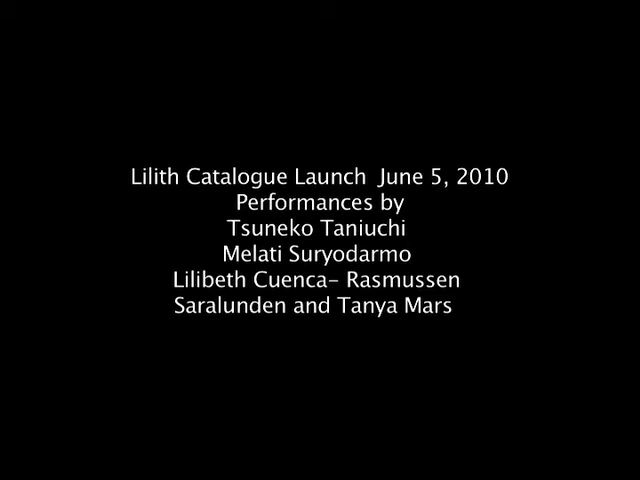 Lilith Catalogue Launch  June 5, 2010
Performances by
Tsuneko Taniuchi
Melati Suryodarmo
Lilibeth Cuenca- Rasmussen
Saralunden and Tanya Mars